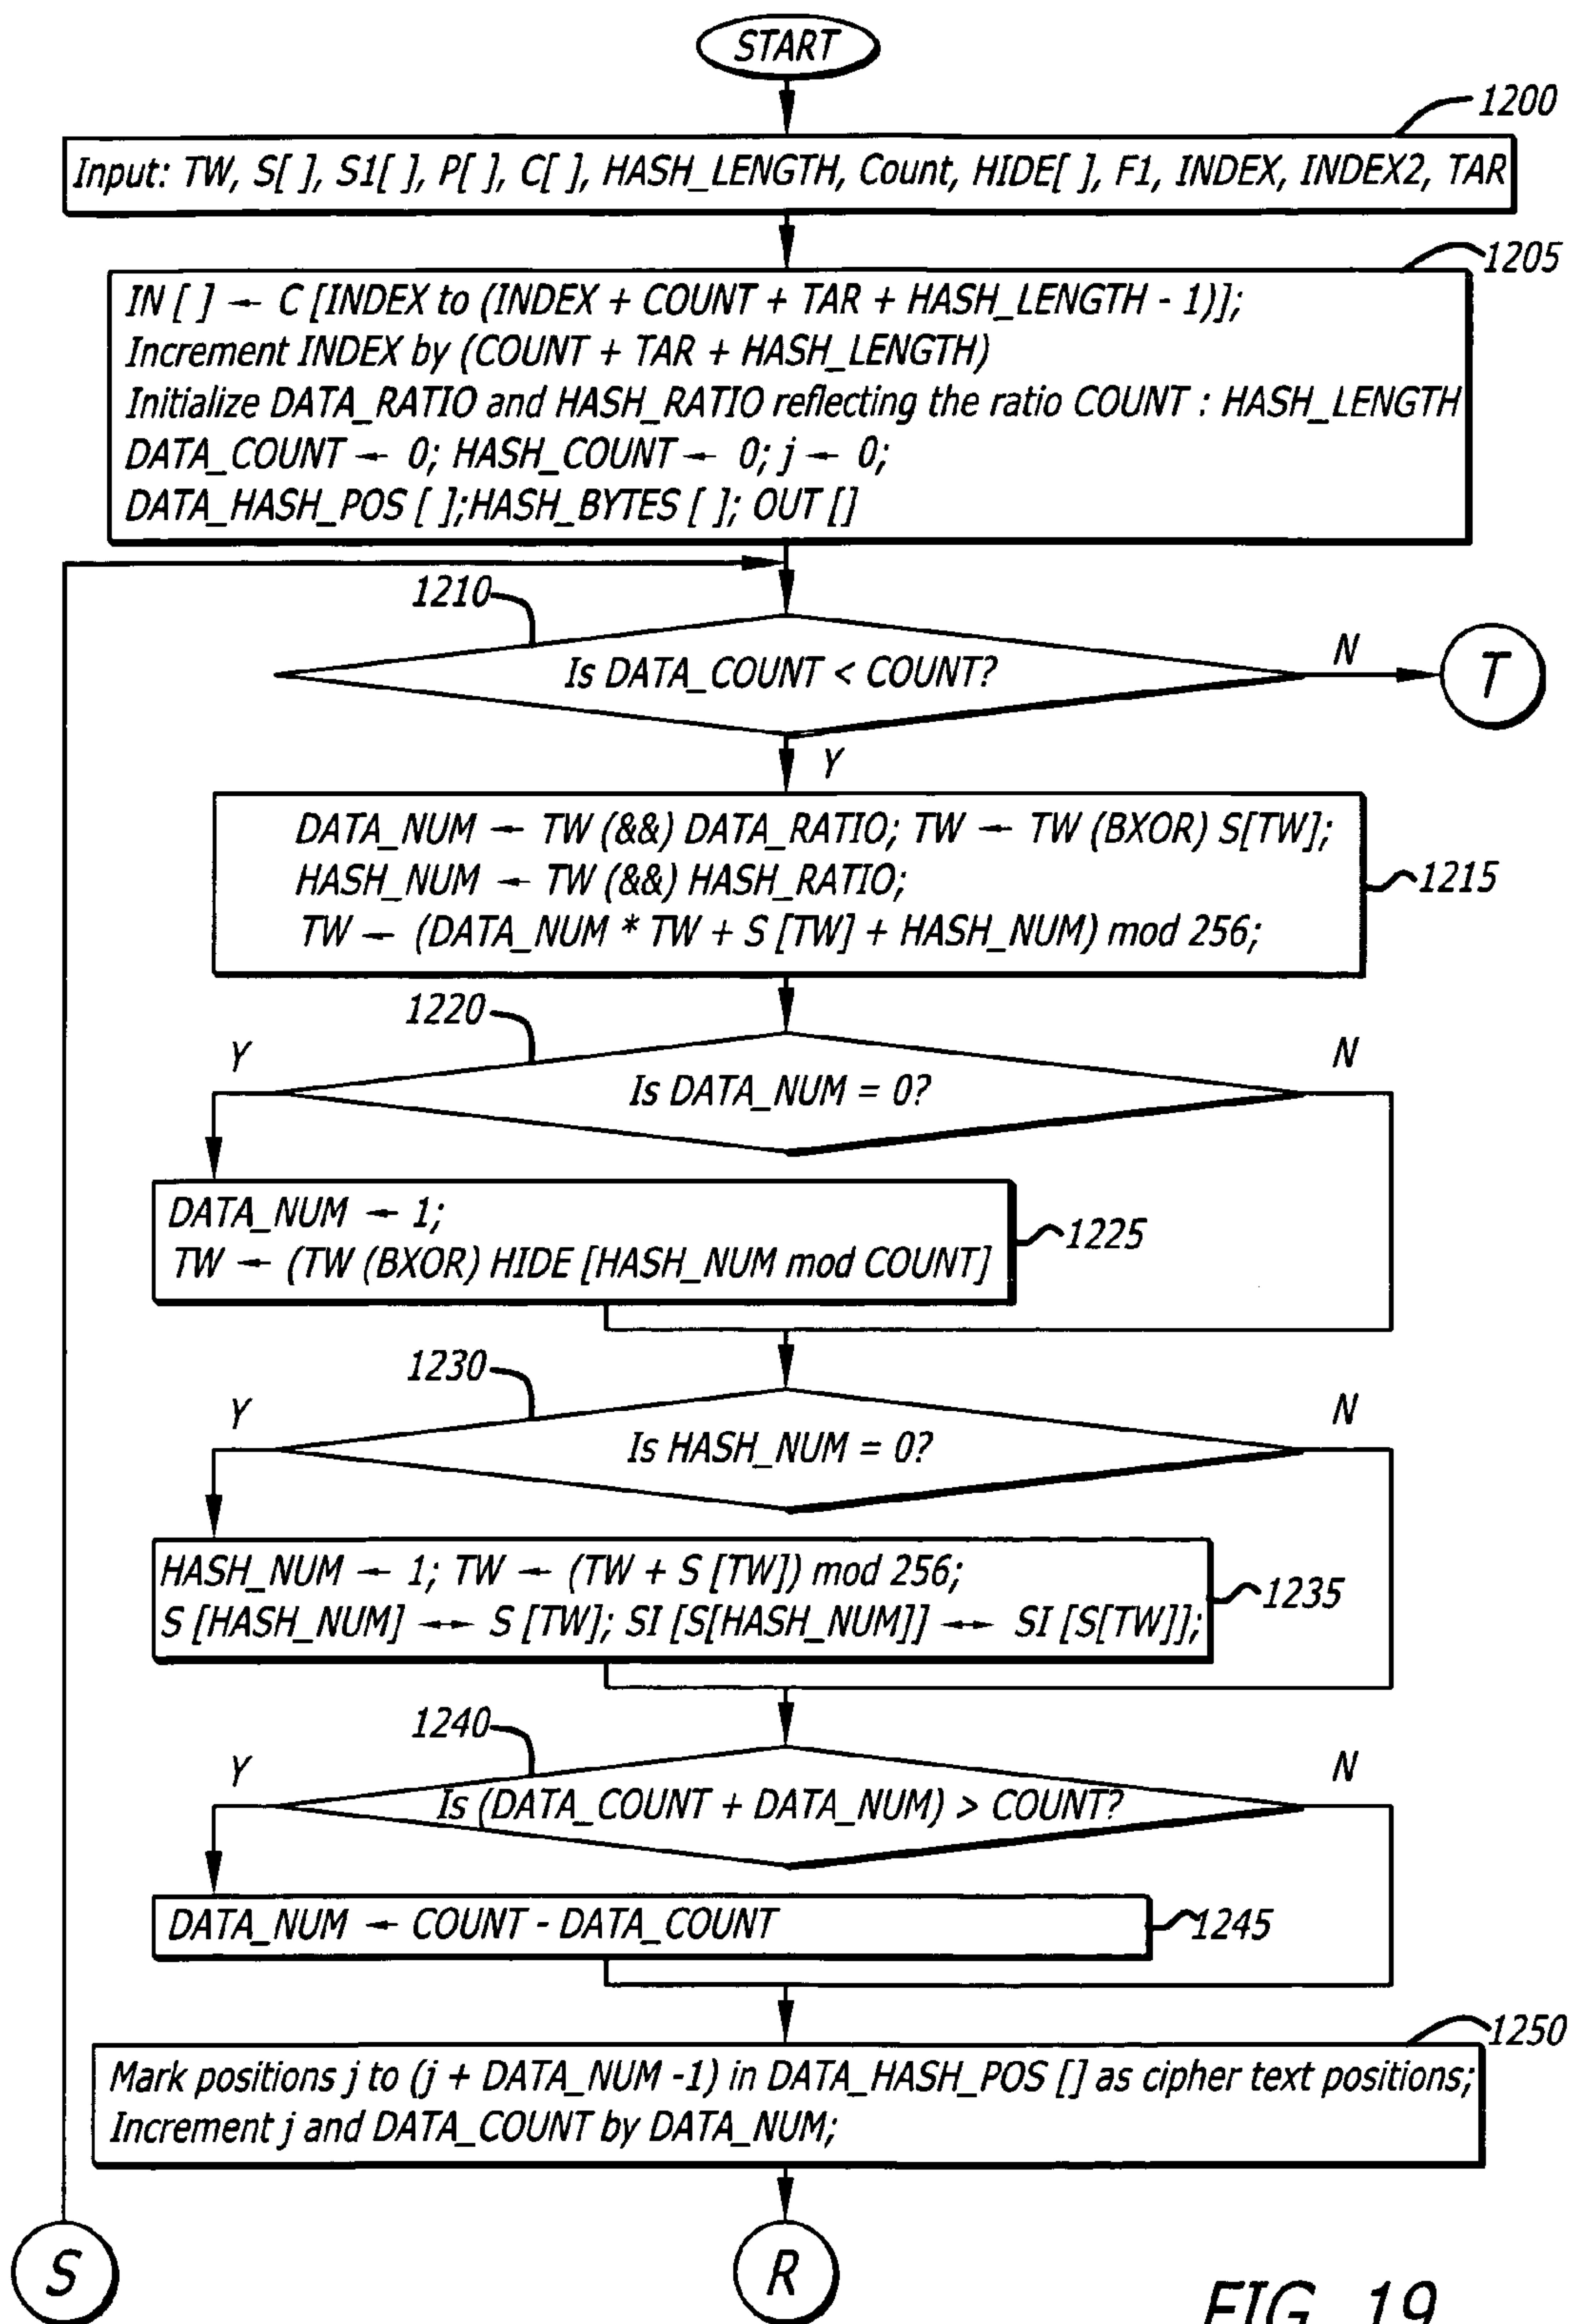 START
1200
Input: TW, S[ ], S1[ ], P[ ], C[ ], HASH_LENGTH, Count, HIDE[ ], F1, INDEX, INDEX2, TAR
1205
IN [ ] ← C [INDEX to (INDEX + COUNT + TAR + HASH_LENGTH - 1)];
Increment INDEX by (COUNT + TAR + HASH_LENGTH)
Initialize DATA_RATIO and HASH_RATIO reflecting the ratio COUNT : HASH_LENGTH
DATA_COUNT ← 0; HASH_COUNT ← 0; j ← 0;
DATA_HASH_POS [ ];HASH_BYTES [ ]; OUT []
1210
Is DATA_COUNT < COUNT?
N
T
Y
DATA_NUM ← TW (&&) DATA_RATIO; TW ← TW (BXOR) S[TW];
HASH_NUM ← TW (&&) HASH_RATIO;
TW ← (DATA_NUM * TW + S [TW] + HASH_NUM) mod 256;
1215
1220
Y
N
Is DATA_NUM = 0?
DATA_NUM ← 1;
TW ← (TW (BXOR) HIDE [HASH_NUM mod COUNT]
1225
1230
Y
N
Is HASH_NUM = 0?
HASH_NUM ← 1; TW ← (TW + S [TW]) mod 256;
S [HASH_NUM] ↔ S [TW]; SI [S[HASH_NUM]] ↔ SI [S[TW]];
1235
1240
Y
N
Is (DATA_COUNT + DATA_NUM) > COUNT?
DATA_NUM ← COUNT - DATA_COUNT
1245
1250
Mark positions j to (j + DATA_NUM -1) in DATA_HASH_POS [] as cipher text positions;
Increment j and DATA_COUNT by DATA_NUM;
S
R
FIG. 19